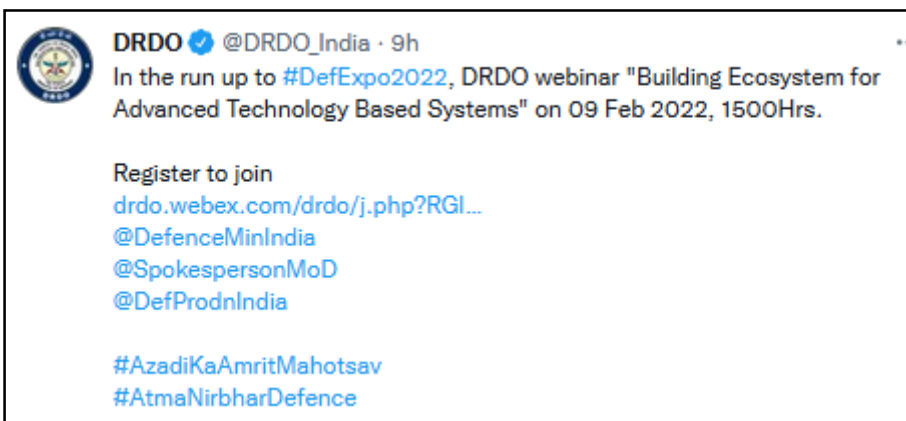 DRDO @DRDO_India · 9h
In the run up to #DefExpo2022, DRDO webinar "Building Ecosystem for
Advanced Technology Based Systems" on 09 Feb 2022, 1500Hrs.
Register to join
drdo.webex.com/drdo/j.php?RGI...
@DefenceMinIndia
@SpokespersonMoD
@DefProdnIndia
#AzadiKaAmritMahotsav
#AtmaNirbharDefence